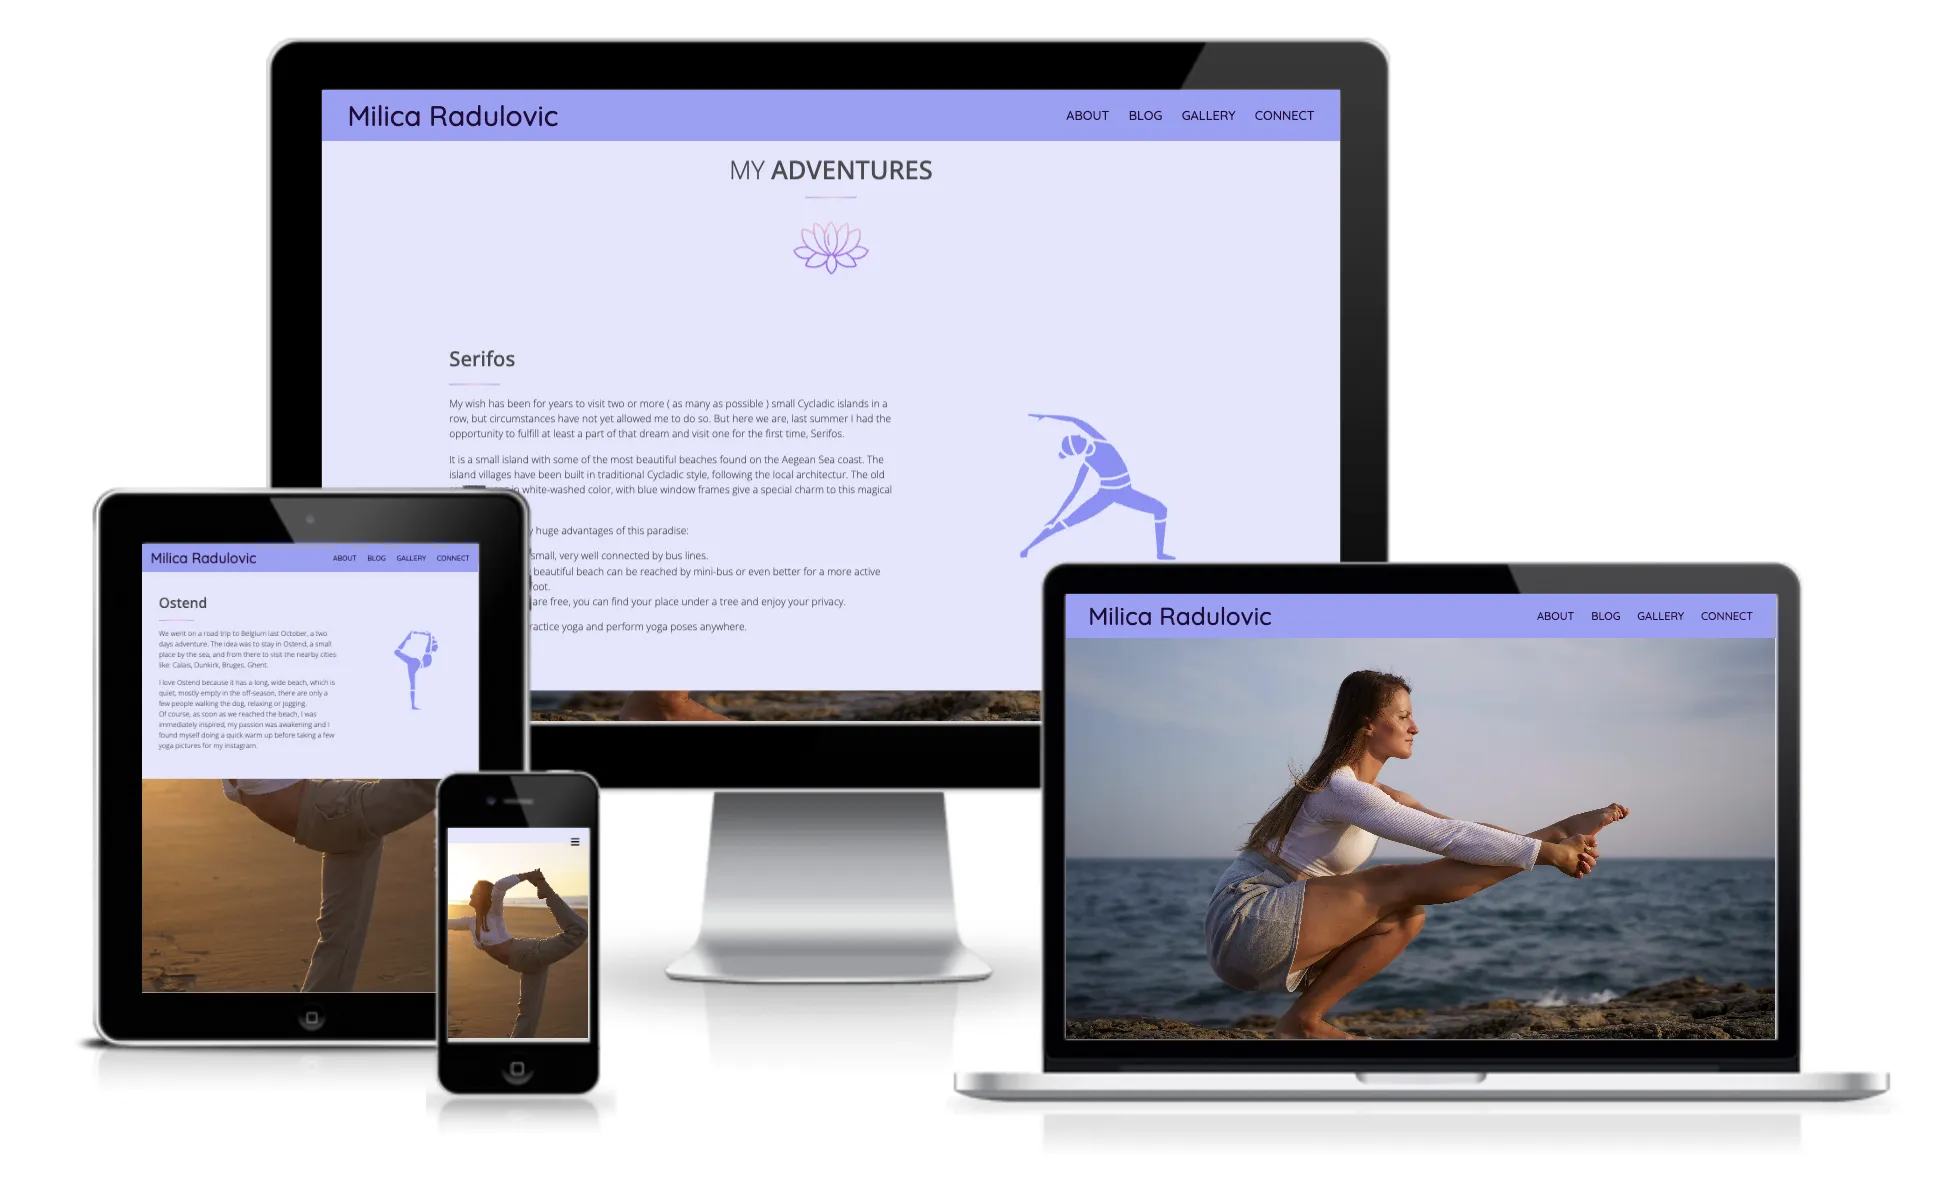 Milica Radulovic
ABOUT BLOG GALLERY CONNECT
MY ADVENTURES
Serifos
My wish has been for years to visit two or more ( as many as possible ) small Cycladic islands in a
row, but circumstances have not yet allowed me to do so. But here we are, last summer I had the
opportunity to fulfill at least a part of that dream and visit one for the first time, Serifos.
It is a small island with some of the most beautiful beaches found on the Aegean Sea coast. The
island villages have been built in traditional Cycladic style, following the local architectur. The old
in white-washed color, with blue window frames give a special charm to this magical
huge advantages of this paradise:
small, very well connected by bus lines.
beautiful beach can be reached by mini-bus or even better for a more active
foot.
are free, you can find your place under a tree and enjoy your privacy.
ractice yoga and perform yoga poses anywhere.
Milica Radulovic
ABOUT BLOG GALLERY CONNECT
Ostend
We went on a road trip to Belgium last October, a two
days adventure. The idea was to stay in Ostend, a small
place by the sea, and from there to visit the nearby cities
like: Calais, Dunkirk, Bruges, Ghent.
I love Ostend because it has a long, wide beach, which is
quiet, mostly empty in the off-season, there are only a
few people walking the dog, relaxing or jogging.
Of course, as soon as we reached the beach, I was
immediately inspired, my passion was awakening and I
found myself doing a quick warm up before taking a few
yoga pictures for my instagram.
Milica Radulovic
ABOUT BLOG GALLERY CONNECT